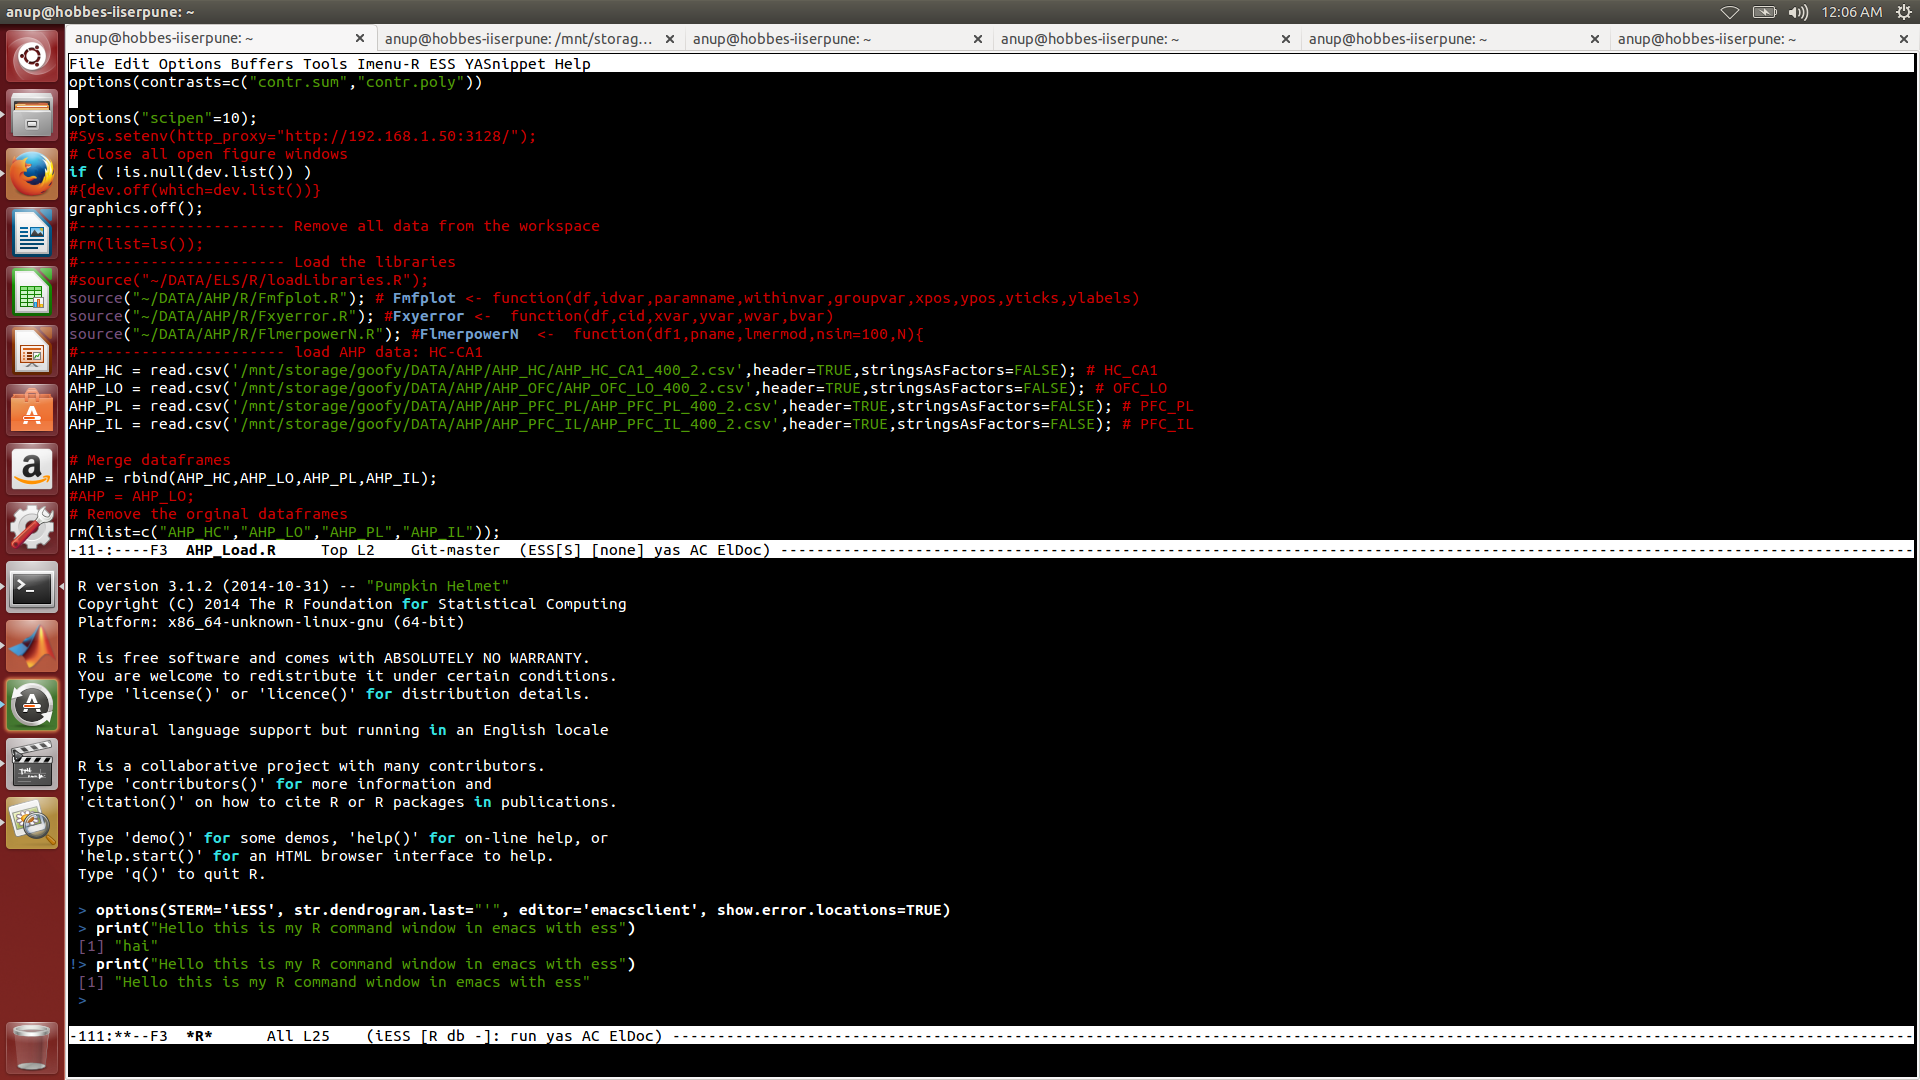 anup@hobbes-iiserpune: ~
12:06 AM
anup@hobbes-iiserpune: ~
anup@hobbes-iiserpune: /mnt/storag...
anup@hobbes-iiserpune: ~
anup@hobbes-iiserpune: ~
anup@hobbes-iiserpune: ~
anup@hobbes-iiserpune: ~
File Edit Options Buffers Tools Imenu-R ESS YASnippet Help
options(contrasts=c("contr.sum","contr.poly"))
options("scipen"=10);
#Sys.setenv(http_proxy="http://192.168.1.50:3128/");
# Close all open figure windows
if ( !is.null(dev.list()) )
#{dev.off(which=dev.list())}
graphics.off();
#----------------------- Remove all data from the workspace
#rm(list=ls());
#----------------------- Load the libraries
#source("~/DATA/ELS/R/loadLibraries.R");
source("~/DATA/AHP/R/Fmfplot.R"); # Fmfplot <- function(df,idvar,paramname,withinvar,groupvar,xpos,ypos,yticks,ylabels)
source("~/DATA/AHP/R/Fxyerror.R"); #Fxyerror <-  function(df,cid,xvar,yvar,wvar,bvar)
source("~/DATA/AHP/R/FlmerpowerN.R"); #FlmerpowerN  <-  function(df1,pname,lmermod,nsim=100,N){
#----------------------- load AHP data: HC-CA1
AHP_HC = read.csv('/mnt/storage/goofy/DATA/AHP/AHP_HC/AHP_HC_CA1_400_2.csv',header=TRUE,stringsAsFactors=FALSE); # HC_CA1
AHP_LO = read.csv('/mnt/storage/goofy/DATA/AHP/AHP_OFC/AHP_OFC_LO_400_2.csv',header=TRUE,stringsAsFactors=FALSE); # OFC_LO
AHP_PL = read.csv('/mnt/storage/goofy/DATA/AHP/AHP_PFC_PL/AHP_PFC_PL_400_2.csv',header=TRUE,stringsAsFactors=FALSE); # PFC_PL
AHP_IL = read.csv('/mnt/storage/goofy/DATA/AHP/AHP_PFC_IL/AHP_PFC_IL_400_2.csv',header=TRUE,stringsAsFactors=FALSE); # PFC_IL
# Merge dataframes
AHP = rbind(AHP_HC,AHP_LO,AHP_PL,AHP_IL);
#AHP = AHP_LO;
# Remove the orginal dataframes
rm(list=c("AHP_HC","AHP_LO","AHP_PL","AHP_IL"));
-11-:----F3  AHP_Load.R     Top L2    Git-master  (ESS[S] [none] yas AC ElDoc) ------------------------------
R version 3.1.2 (2014-10-31) -- "Pumpkin Helmet"
Copyright (C) 2014 The R Foundation for Statistical Computing
Platform: x86_64-unknown-linux-gnu (64-bit)
R is free software and comes with ABSOLUTELY NO WARRANTY.
You are welcome to redistribute it under certain conditions.
Type 'license()' or 'licence()' for distribution details.
Natural language support but running in an English locale
R is a collaborative project with many contributors.
Type 'contributors()' for more information and
'citation()' on how to cite R or R packages in publications.
Type 'demo()' for some demos, 'help()' for on-line help, or
'help.start()' for an HTML browser interface to help.
Type 'q()' to quit R.
> options(STERM='iESS', str.dendrogram.last="'", editor='emacsclient', show.error.locations=TRUE)
> print("Hello this is my R command window in emacs with ess")
[1] "hai"
!> print("Hello this is my R command window in emacs with ess")
[1] "Hello this is my R command window in emacs with ess"
>
-111:**--F3  *R*      All L25    (iESS [R db -]: run yas AC ElDoc) ------------------------------